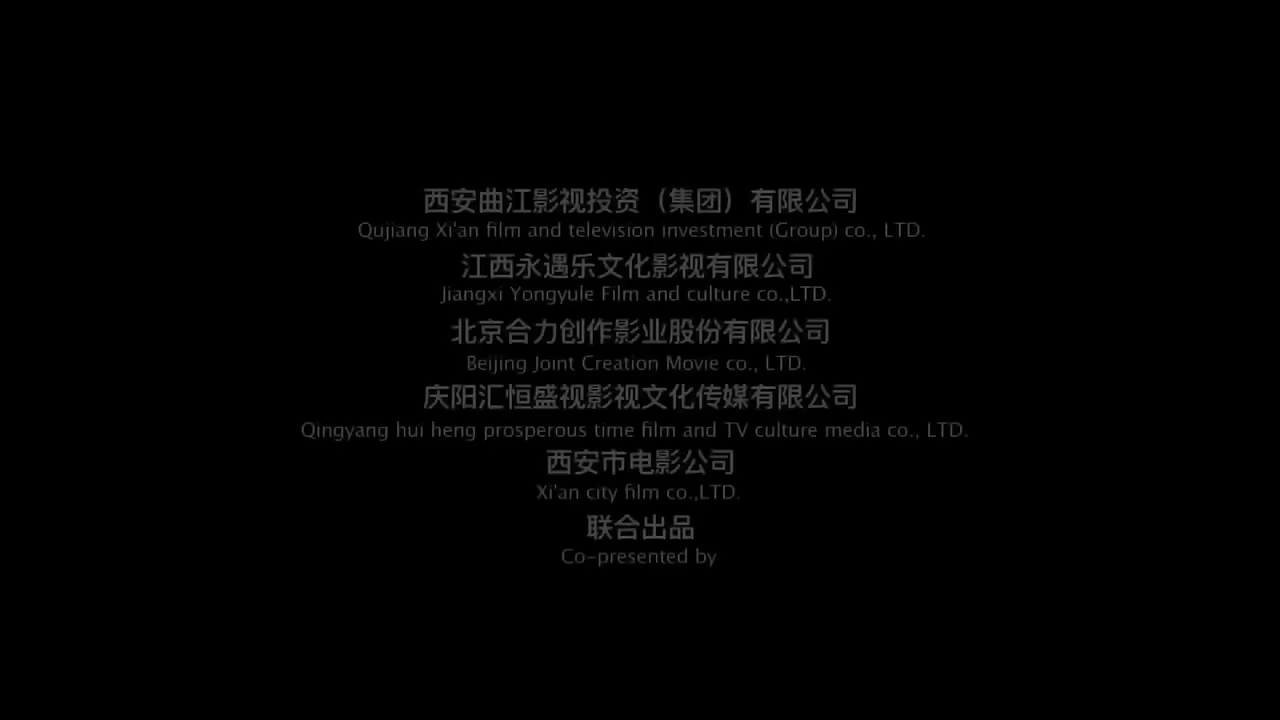 西安曲江影视投资（集团）有限公司
Qujiang Xi'an film and television investment (Group) co., LTD.
江西永遇乐文化影视有限公司
Jiangxi Yongyule Film and culture co.,LTD.
北京合力创作影业股份有限公司
Beijing Joint Creation Movie co., LTD.
庆阳汇恒盛视影视文化传媒有限公司
Qingyang hui heng prosperous time film and TV culture media co., LTD.
西安市电影公司
Xi'an city film co.,LTD.
联合出品
Co-presented by